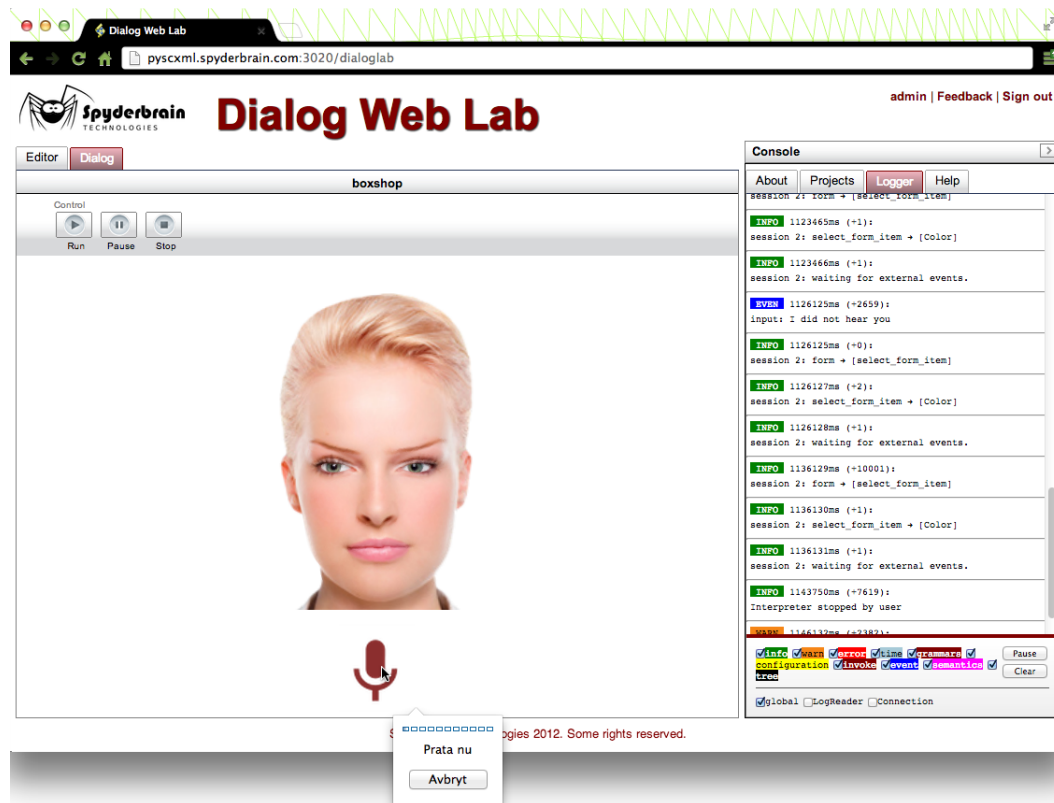 Dialog Web Lab
pyscxml.spyderbrain.com:3020/dialoglab
Spyderbrain
TECHNOLOGIES
Dialog Web Lab
admin | Feedback | Sign out
Editor
Dialog
boxshop
Control
Run
Pause
Stop
Console
About
Projects
Logger
Help
session 2: form → [select_form_item]
INFO 1123465ms (+1):
session 2: select_form_item → [Color]
INFO 1123466ms (+1):
session 2: waiting for external events.
EVEN 1126125ms (+2659):
input: I did not hear you
INFO 1126125ms (+0):
session 2: form → [select_form_item]
INFO 1126127ms (+2):
session 2: select_form_item → [Color]
INFO 1126128ms (+1):
session 2: waiting for external events.
INFO 1136129ms (+10001):
session 2: form → [select_form_item]
INFO 1136130ms (+1):
session 2: select_form_item → [Color]
INFO 1136131ms (+1):
session 2: waiting for external events.
INFO 1143750ms (+7619):
Interpreter stopped by user
WARN 1146132ms (+2382):
info warn error time grammars
configuration invoke event semantics
tree
Pause
Clear
global LogReader Connection
ogies 2012. Some rights reserved.
Prata nu
Avbryt